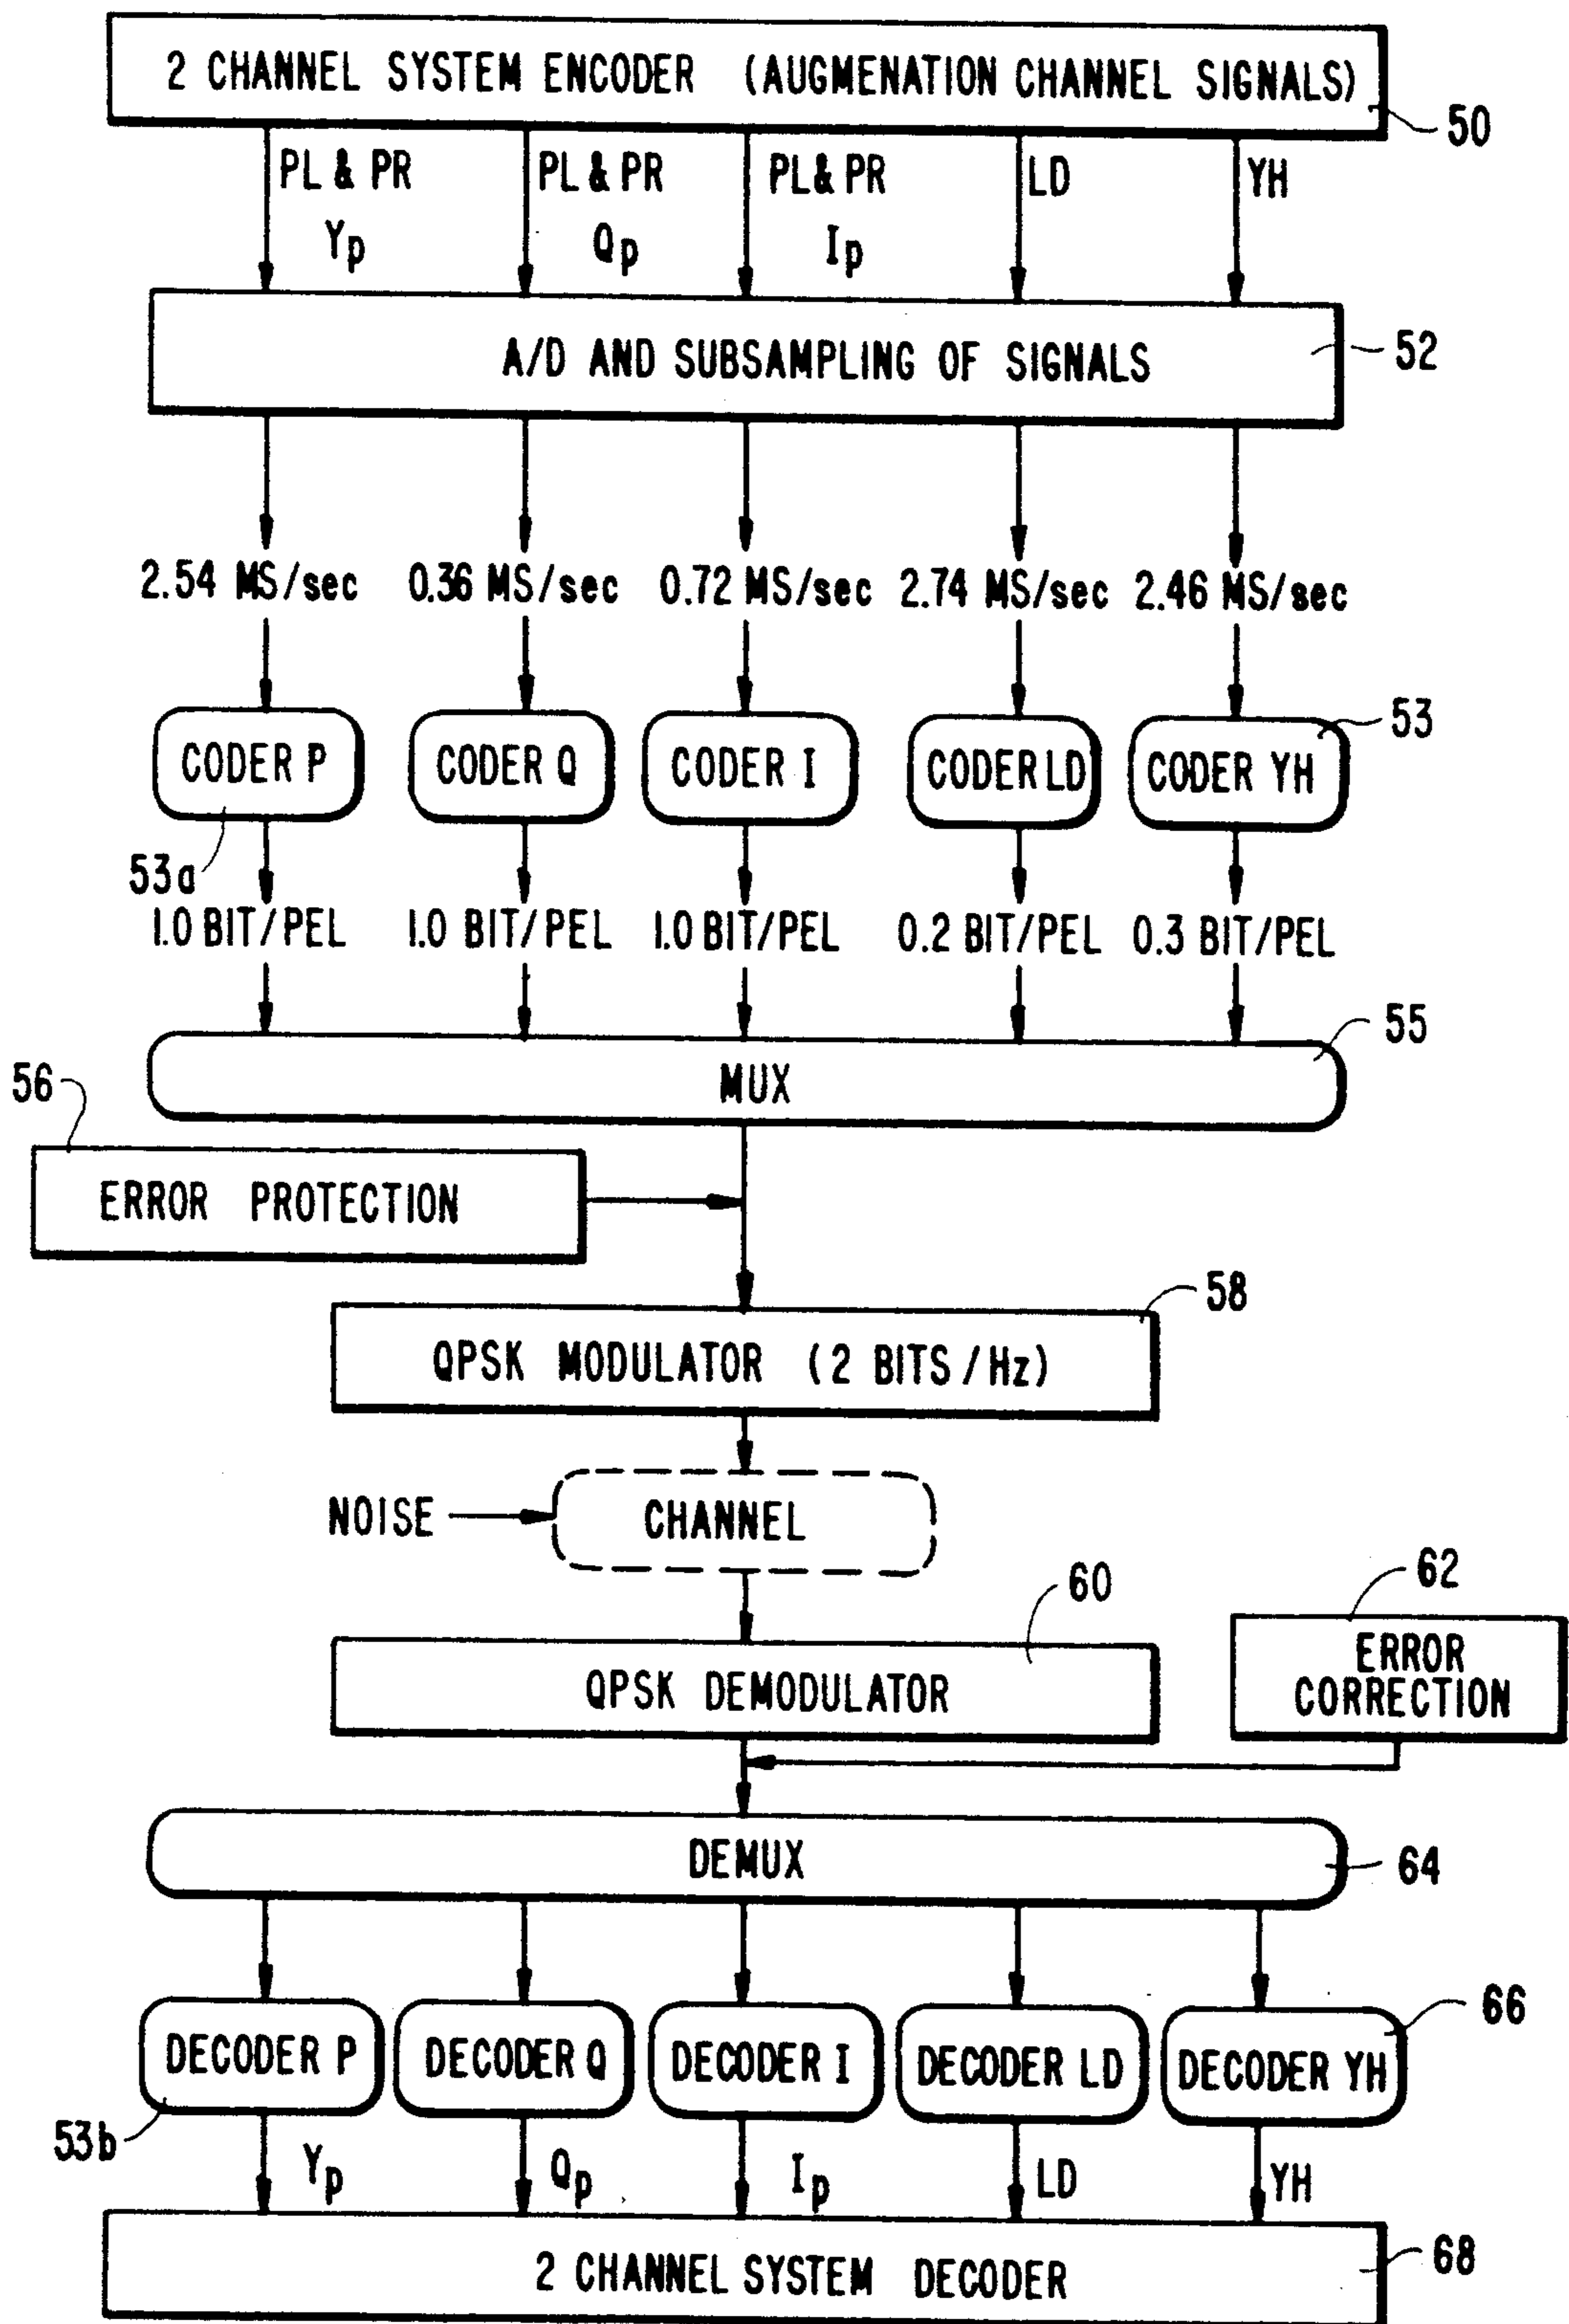 2 CHANNEL SYSTEM ENCODER (AUGMENATION CHANNEL SIGNALS)
50
PL & PR PL & PR PL& PR LD YH
Yp Qp Ip
A/D AND SUBSAMPLING OF SIGNALS
52
2.54 MS/sec 0.36 MS/sec 0.72 MS/sec 2.74 MS/sec 2.46 MS/sec
53
CODER P CODER Q CODER I CODER LD CODER YH
53a
1.0 BIT/PEL 1.0 BIT/PEL 1.0 BIT/PEL 0.2 BIT/PEL 0.3 BIT/PEL
55
MUX
56
ERROR PROTECTION
58
QPSK MODULATOR (2 BITS/Hz)
NOISE CHANNEL
60
62
ERROR
CORRECTION
QPSK DEMODULATOR
DEMUX
64
66
DECODER P DECODER Q DECODER I DECODER LD DECODER YH
53b
Yp Qp Ip LD YH
2 CHANNEL SYSTEM DECODER
68